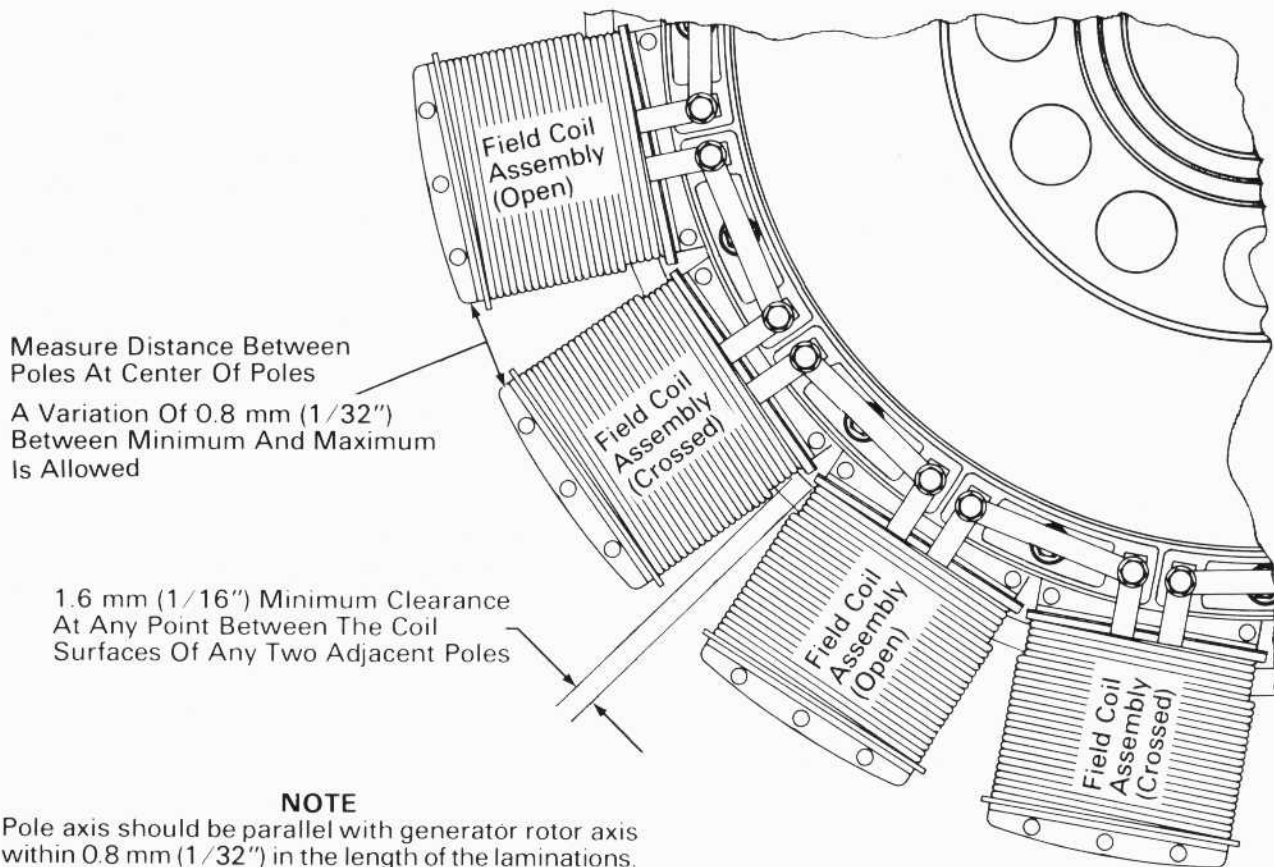 Field Coil
Assembly
(Open)
Measure Distance Between
Poles At Center Of Poles
A Variation Of 0.8 mm (1/32")
Between Minimum And Maximum
Is Allowed
Field Coil
Assembly
(Crossed)
1.6 mm (1/16") Minimum Clearance
At Any Point Between The Coil
Surfaces Of Any Two Adjacent Poles
Field Coil
Assembly
(Open)
Field Coil
Assembly
(Crossed)
NOTE
Pole axis should be parallel with generator rotor axis
within 0.8 mm (1/32") in the length of the laminations.